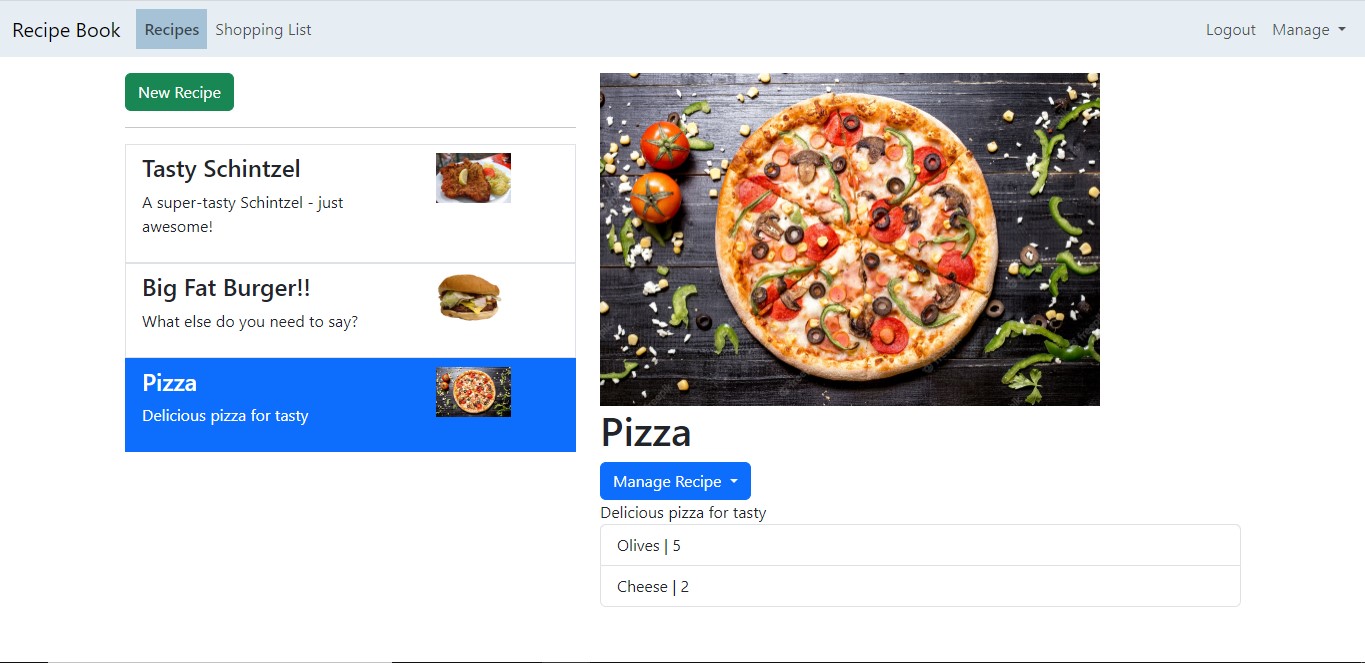 Recipe Book Recipes Shopping List Logout Manage
New Recipe
Tasty Schintzel
A super-tasty Schintzel - just
awesome!
Big Fat Burger!!
What else do you need to say?
Pizza
Delicious pizza for tasty
Pizza
Manage Recipe
Delicious pizza for tasty
Olives | 5
Cheese | 2